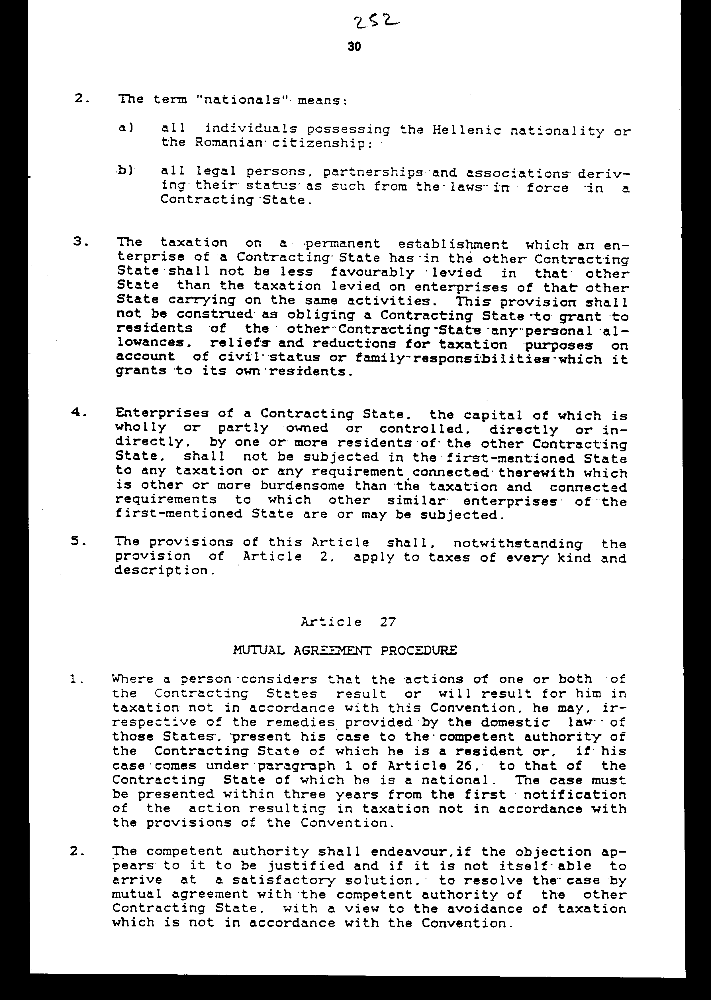 252
30
2. The term "nationals" means:
a) all individuals possessing the Hellenic nationality or
the Romanian citizenship;
b) all legal persons, partnerships and associations deriv-
ing their status as such from the laws in force in a
Contracting State.
3. The taxation on a permanent establishment which an en-
terprise of a Contracting State has in the other Contracting
State shall not be less favourably levied in that other
State than the taxation levied on enterprises of that other
State carrying on the same activities. This provision shall
not be construed as obliging a Contracting State to grant to
residents of the other Contracting State any personal al-
lowances, reliefs and reductions for taxation purposes on
account of civil status or family responsibilities which it
grants to its own residents.
4. Enterprises of a Contracting State, the capital of which is
wholly or partly owned or controlled, directly or in-
directly, by one or more residents of the other Contracting
State, shall not be subjected in the first-mentioned State
to any taxation or any requirement connected therewith which
is other or more burdensome than the taxation and connected
requirements to which other similar enterprises of the
first-mentioned State are or may be subjected.
5. The provisions of this Article shall, notwithstanding the
provision of Article 2, apply to taxes of every kind and
description.
Article 27
MUTUAL AGREEMENT PROCEDURE
1. Where a person considers that the actions of one or both of
the Contracting States result or will result for him in
taxation not in accordance with this Convention, he may, ir-
respective of the remedies provided by the domestic law of
those States, present his case to the competent authority of
the Contracting State of which he is a resident or, if his
case comes under paragraph 1 of Article 26, to that of the
Contracting State of which he is a national. The case must
be presented within three years from the first notification
of the action resulting in taxation not in accordance with
the provisions of the Convention.
2. The competent authority shall endeavour,if the objection ap-
pears to it to be justified and if it is not itself able to
arrive at a satisfactory solution, to resolve the case by
mutual agreement with the competent authority of the other
Contracting State, with a view to the avoidance of taxation
which is not in accordance with the Convention.